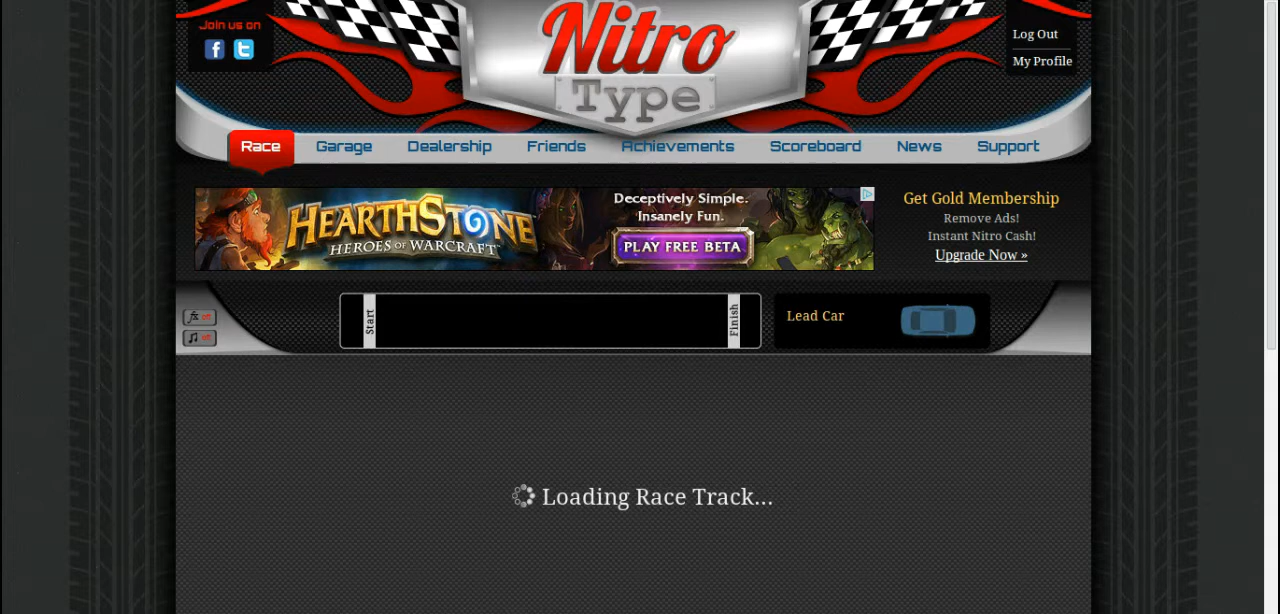 Join us on
Nitro
Type
Log Out
My Profile
Race
Garage
Dealership
Friends
Achievements
Scoreboard
News
Support
HEARTHSTONE
HEROES OF WARCRAFT
Deceptively Simple.
Insanely Fun.
PLAY FREE BETA
Get Gold Membership
Remove Ads!
Instant Nitro Cash!
Upgrade Now »
Start
Finish
Lead Car
Loading Race Track...